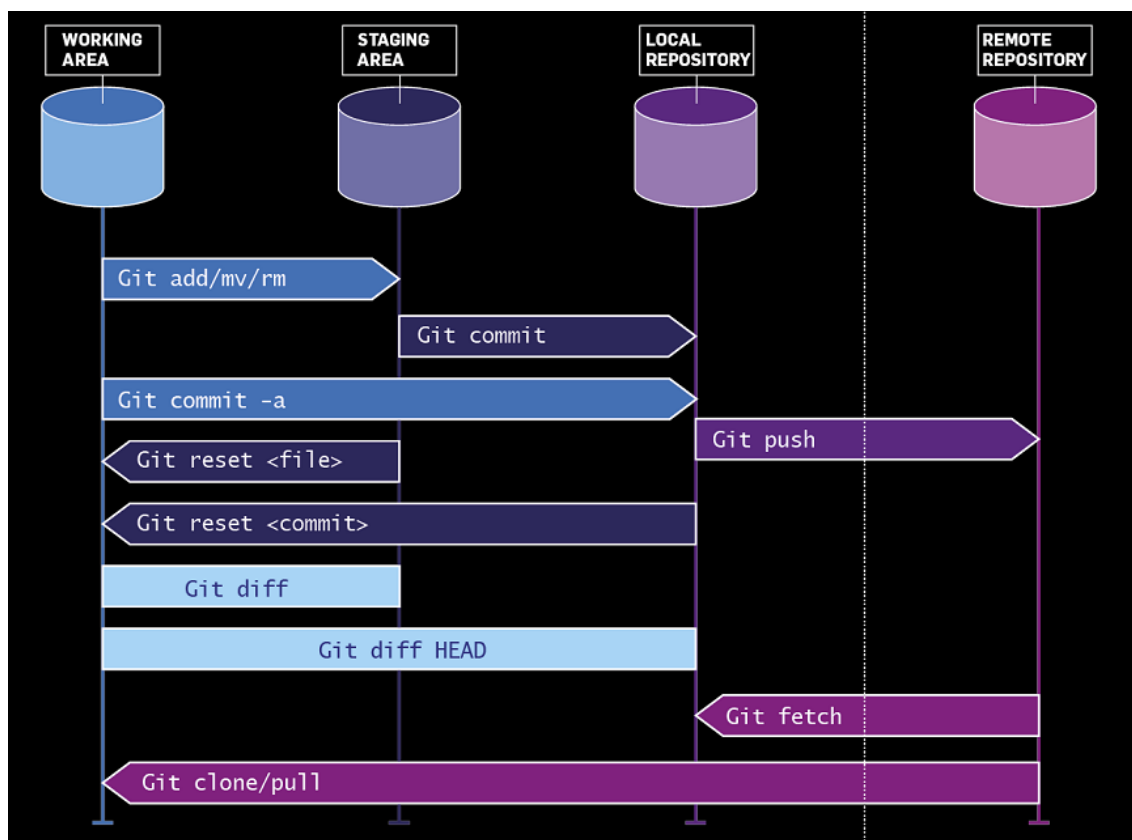 WORKING
AREA
STAGING
AREA
LOCAL
REPOSITORY
REMOTE
REPOSITORY
Git add/mv/rm
Git commit
Git commit -a
Git push
Git reset <file>
Git reset <commit>
Git diff
Git diff HEAD
Git fetch
Git clone/pull